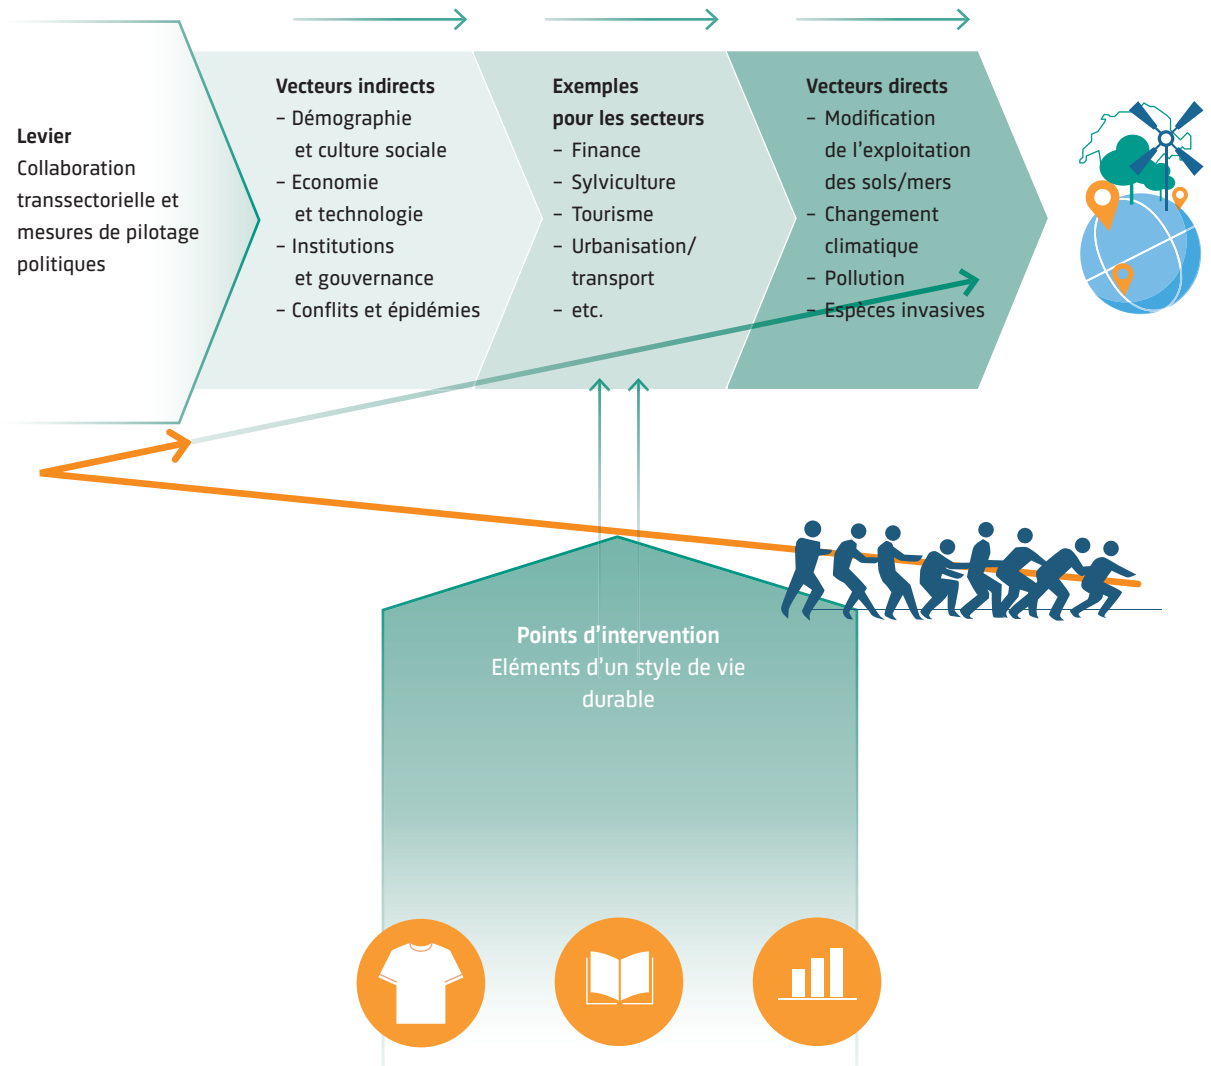 Levier
Collaboration
transsectorielle et
mesures de pilotage
politiques
Vecteurs indirects
– Démographie
et culture sociale
– Economie
et technologie
– Institutions
et gouvernance
– Conflits et épidémies
Exemples
pour les secteurs
– Finance
– Sylviculture
– Tourisme
– Urbanisation/
transport
– etc.
Vecteurs directs
– Modification
de l'exploitation
des sols/mers
– Changement
climatique
– Pollution
– Espèces invasives
Points d'intervention
Eléments d'un style de vie
durable